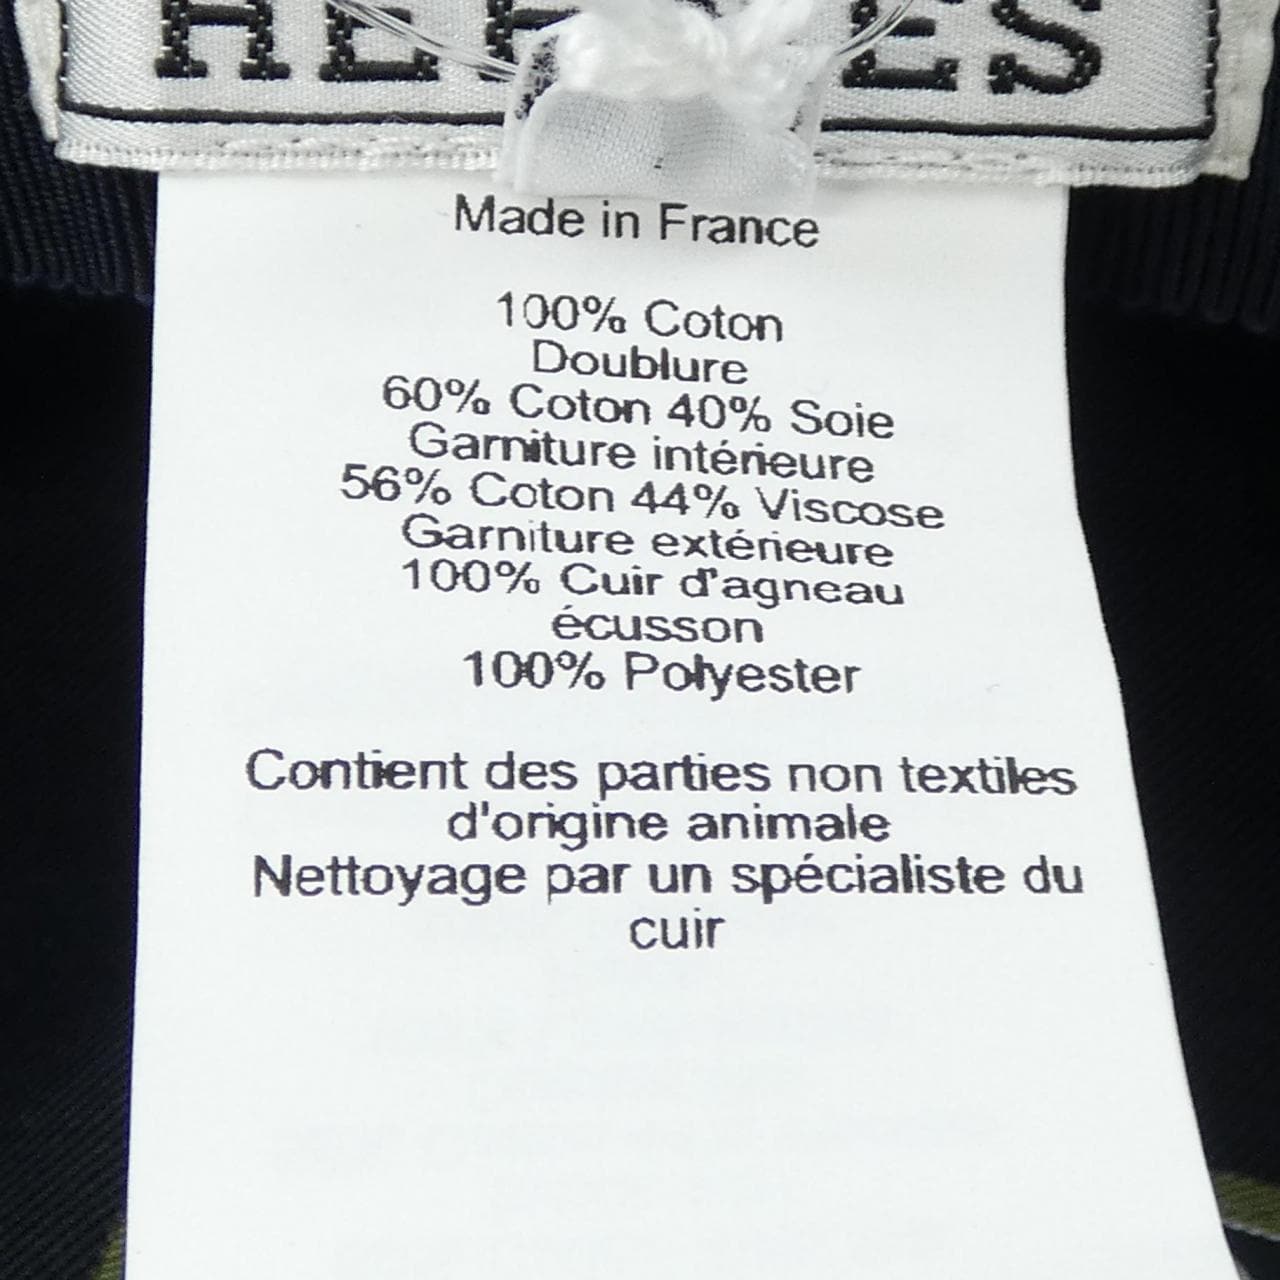 HERMES
Made in France
100% Coton
Doublure
60% Coton 40% Soie
Garniture intérieure
56% Coton 44% Viscose
Garniture extérieure
100% Cuir d'agneau
écusson
100% Polyester
Contient des parties non textiles
d'origine animale
Nettoyage par un spécialiste du
cuir